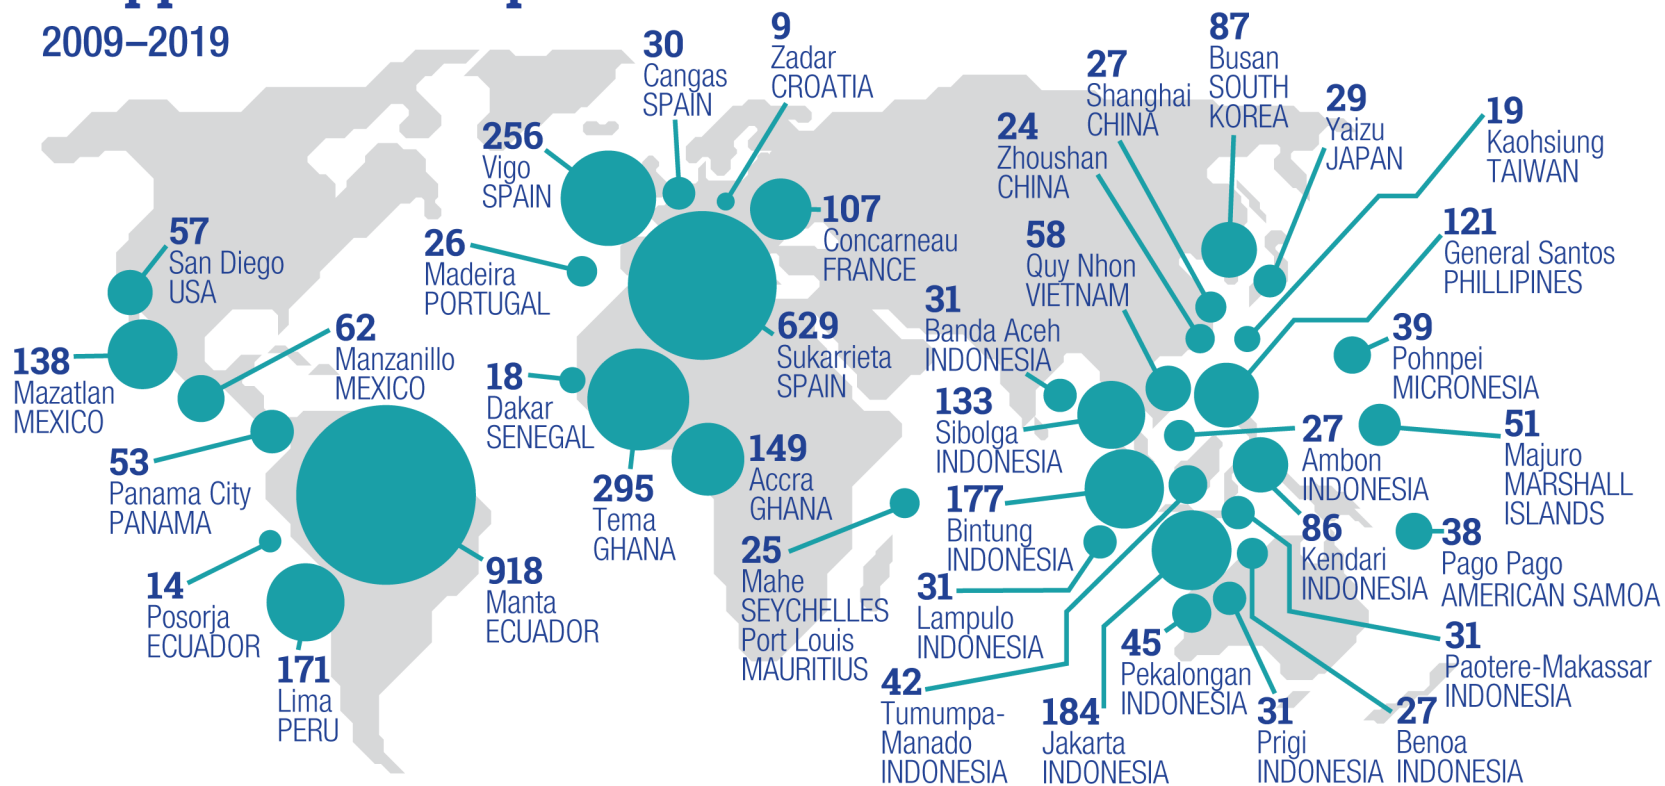 2009–2019
30
Cangas
SPAIN
9
Zadar
CROATIA
256
Vigo
SPAIN
107
Concarneau
FRANCE
26
Madeira
PORTUGAL
629
Sukarrieta
SPAIN
57
San Diego
USA
138
Mazatlan
MEXICO
62
Manzanillo
MEXICO
53
Panama City
PANAMA
14
Posorja
ECUADOR
918
Manta
ECUADOR
171
Lima
PERU
18
Dakar
SENEGAL
295
Tema
GHANA
149
Accra
GHANA
25
Mahe
SEYCHELLES
Port Louis
MAURITIUS
87
Busan
SOUTH
KOREA
27
Shanghai
CHINA
24
Zhoushan
CHINA
29
Yaizu
JAPAN
19
Kaohsiung
TAIWAN
121
General Santos
PHILLIPINES
58
Quy Nhon
VIETNAM
31
Banda Aceh
INDONESIA
39
Pohnpei
MICRONESIA
133
Sibolga
INDONESIA
27
Ambon
INDONESIA
51
Majuro
MARSHALL
ISLANDS
177
Bintung
INDONESIA
86
Kendari
INDONESIA
38
Pago Pago
AMERICAN SAMOA
31
Lampulo
INDONESIA
42
Tumumpa-
Manado
INDONESIA
184
Jakarta
INDONESIA
45
Pekalongan
INDONESIA
31
Prigi
INDONESIA
31
Paotere-Makassar
INDONESIA
27
Benoa
INDONESIA